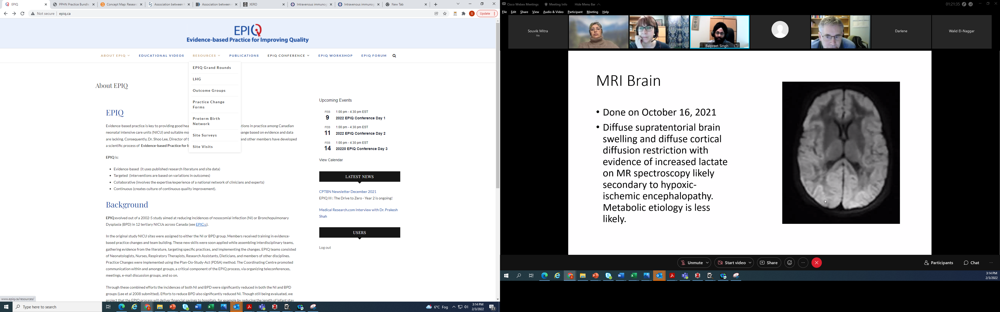 EPIQ
PPHN Practice Bundle
Concept Map: Researc
Association between
Association between
XERO
Intravenous immunog
Intravenous immunog
New Tab
Not secure
epiq.ca
S
Update
EPIQ
Evidence-based Practice for Improving Quality
ABOUT EPIQ
EDUCATIONAL VIDEOS
RESOURCES
PUBLICATIONS
EPIQ CONFERENCE
EPIQ WORKSHOP
EPIQ FORUM
EPIQ Grand Rounds
LHG
Outcome Groups
Practice Change
Forms
Preterm Birth
Network
Site Surveys
Site Visits
About EPIQ
EPIQ
Evidence-based practice is key to providing good hea tions in practice among Canadian
neonatal intensive care units (NICU) and suitable mo ange based on evidence and data
are lacking. Consequently, Dr. Shoo Lee, Director of t and other members have developed
a scientific process of Evidence-based Practice for I
EPIQ is:
• Evidence-based (it uses published research literature and site data)
• Targeted (interventions are based on variations in outcomes)
• Collaborative (involves the expertise/experience of a national network of clinicians and experts)
• Continuous (creates culture of continuous quality improvement).
Background
EPIQ evolved out of a 2002-5 study aimed at reducing incidences of nosocomial infection (NI) or Bronchopulmonary
Dysplasia (BPD) in 12 tertiary NICUs across Canada (see EPIC[1]).
In the original study NICU sites were assigned to either the NI or BPD group. Members received training in evidence-
based practice changes and team building. These new skills were soon applied while assembling interdisciplinary teams,
gathering evidence from the literature, targeting specific practices, and implementing the changes. EPIQ teams consisted
of Neonatologists, Nurses, Respiratory Therapists, Research Assistants, Dieticians, and members of other disciplines.
Practice Changes were implemented using the Plan-Do-Study-Act (PDSA) method. The Coordinating Centre promoted
communication within and amongst groups, a critical component of the EPIQ process, via organizing teleconferences,
meetings, e-mail discussion groups, and so on.
Through these combined efforts the incidences of both NI and BPD were significantly reduced in both the NI and BPD
groups (Lee et al 2008 submitted). Efforts to reduce BPD also significantly reduced NI. Though still being evaluated, we
project that the EPIQ process will deliver financial savings to hospitals, for example by reducing the length of infant stay
Upcoming Events
FEB
9
1:00 pm - 4:30 pm EST
2022 EPIQ Conference Day 1
FEB
11
1:00 pm - 4:30 pm EST
2022 EPIQ Conference Day 2
FEB
14
1:00 pm - 4:30 pm EST
20220 EPIQ Conference Day 3
View Calendar
LATEST NEWS
CPTBN Newsletter December 2021
EPIQ III : The Drive to Zero - Year 2 is ongoing!
Medical Research.com Interview with Dr. Prakesh
Shah
USERS
Log out
www.epiq.ca/resources/
Type here to search
6°C Fog
3:14 PM
2/3/2022
23
Cisco Webex Meetings
Meeting Info
Hide Menu Bar
01:21:35
File
Edit
Share
View
Audio & Video
Participant
Meeting
Help
Souvik Mitra
Me
Balpreet Singh
Darlene
Walid El-Naggar
MRI Brain
• Done on October 16, 2021
• Diffuse supratentorial brain
swelling and diffuse cortical
diffusion restriction with
evidence of increased lactate
on MR spectroscopy likely
secondary to hypoxic-
ischemic encephalopathy.
Metabolic etiology is less
likely.
Unmute
Start video
Share
Participants
Chat
3:14 PM
2/3/2022